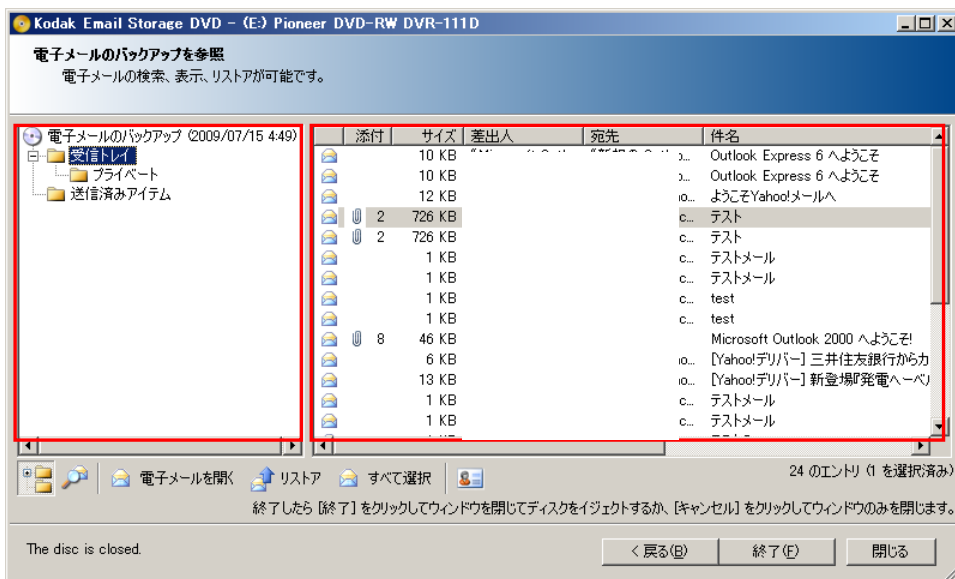 Kodak Email Storage DVD - (E:) Pioneer DVD-RW DVR-111D
電子メールのバックアップを参照
電子メールの検索、表示、リストアが可能です。
電子メールのバックアップ (2009/07/15 4:49)
受信トレイ
プライベート
送信済みアイテム
添付 サイズ 差出人 宛先 件名
10 KB Outlook Express 6 へようこそ
10 KB Outlook Express 6 へようこそ
12 KB ようこそYahoo!メールへ
2 726 KB c... テスト
2 726 KB c... テスト
1 KB c... テストメール
1 KB c... テストメール
1 KB c... test
1 KB c... test
8 46 KB Microsoft Outlook 2000 へようこそ!
6 KB [Yahoo!デリバー] 三井住友銀行からカ
13 KB [Yahoo!デリバー] 新登場『発電ヘーベル
1 KB c... テストメール
1 KB c... テストメール
電子メールを開く リストア すべて選択
24 のエントリ (1 を選択済み)
終了したら [終了] をクリックしてウィンドウを閉じてディスクをイジェクトするか、[キャンセル] をクリックしてウィンドウのみを閉じます。
The disc is closed.
< 戻る(B) 終了(F) 閉じる